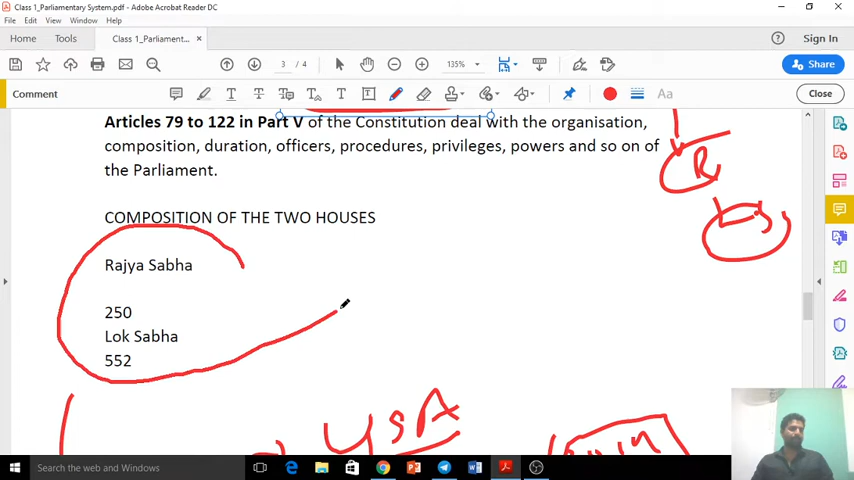 Class 1_Parliamentary System.pdf - Adobe Acrobat Reader DC
File Edit View Window Help
Home Tools Class 1_Parliament... × Sign In
3 / 4 135% Share
Comment Aa Close
Articles 79 to 122 in Part V of the Constitution deal with the organisation,
composition, duration, officers, procedures, privileges, powers and so on of
the Parliament.
R
LS
COMPOSITION OF THE TWO HOUSES
Rajya Sabha
250
Lok Sabha
552
USA
Search the web and Windows